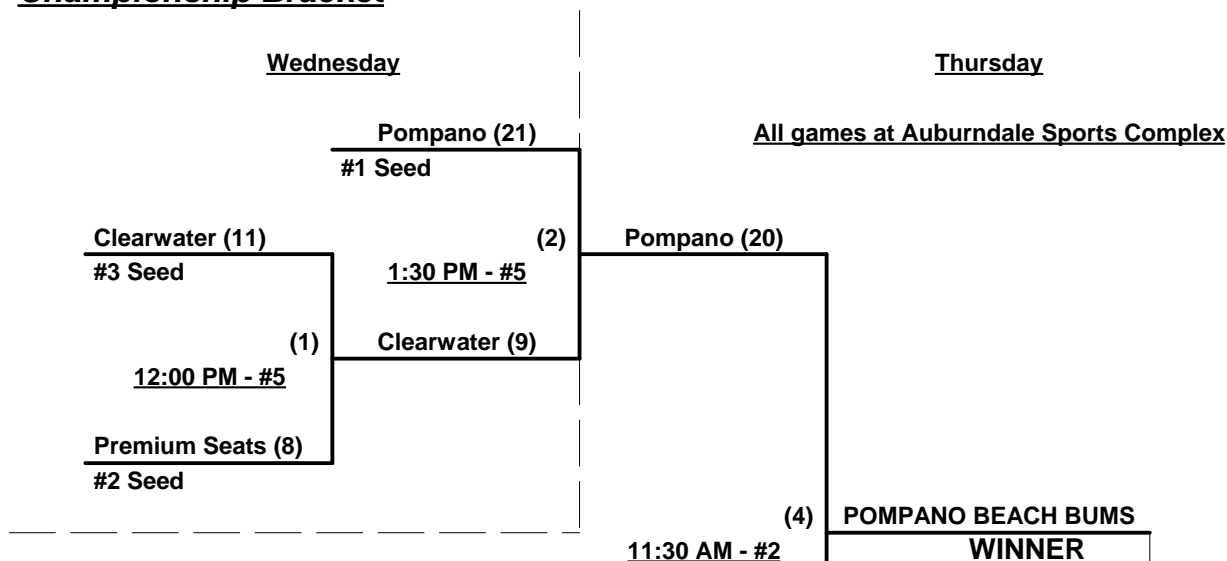 Championship Bracket
Wednesday
Thursday
Pompano (21)
All games at Auburndale Sports Complex
#1 Seed
Clearwater (11)
(2)
Pompano (20)
#3 Seed
1:30 PM - #5
(1)
Clearwater (9)
12:00 PM - #5
Premium Seats (8)
#2 Seed
(4)
POMPANO BEACH BUMS
11:30 AM - #2
WINNER